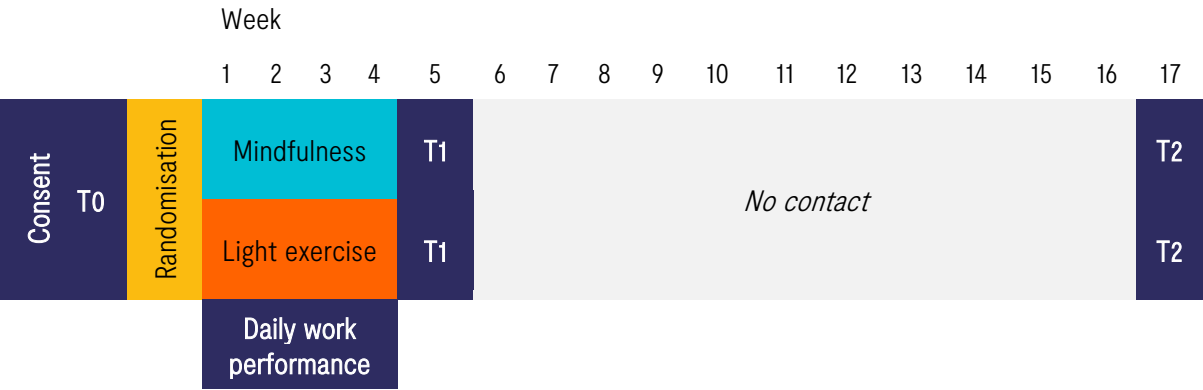 Week
1 2 3 4 5 6 7 8 9 10 11 12 13 14 15 16 17
Consent
T0
Randomisation
Mindfulness
T1
No contact
T2
Light exercise
T1
T2
Daily work
performance